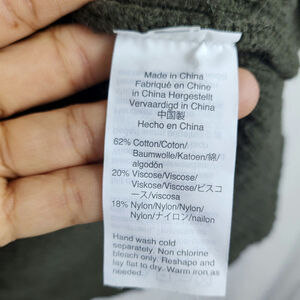 Made in China
Fabriqué en Chine
in China Hergestellt
Vervaardigd in China
中国製
Hecho en China
62% Cotton/Coton/
Baumwolle/Katoen/綿/
algodón
20% Viscose/Viscose/
Viskose/Viscose/ビスコ
ース/viscosa
18% Nylon/Nylon/Nylon/
Nylon/ナイロン/nailon
Hand wash cold
separately. Non chlorine
bleach only. Reshape and
lay flat to dry. Warm iron as
needed.